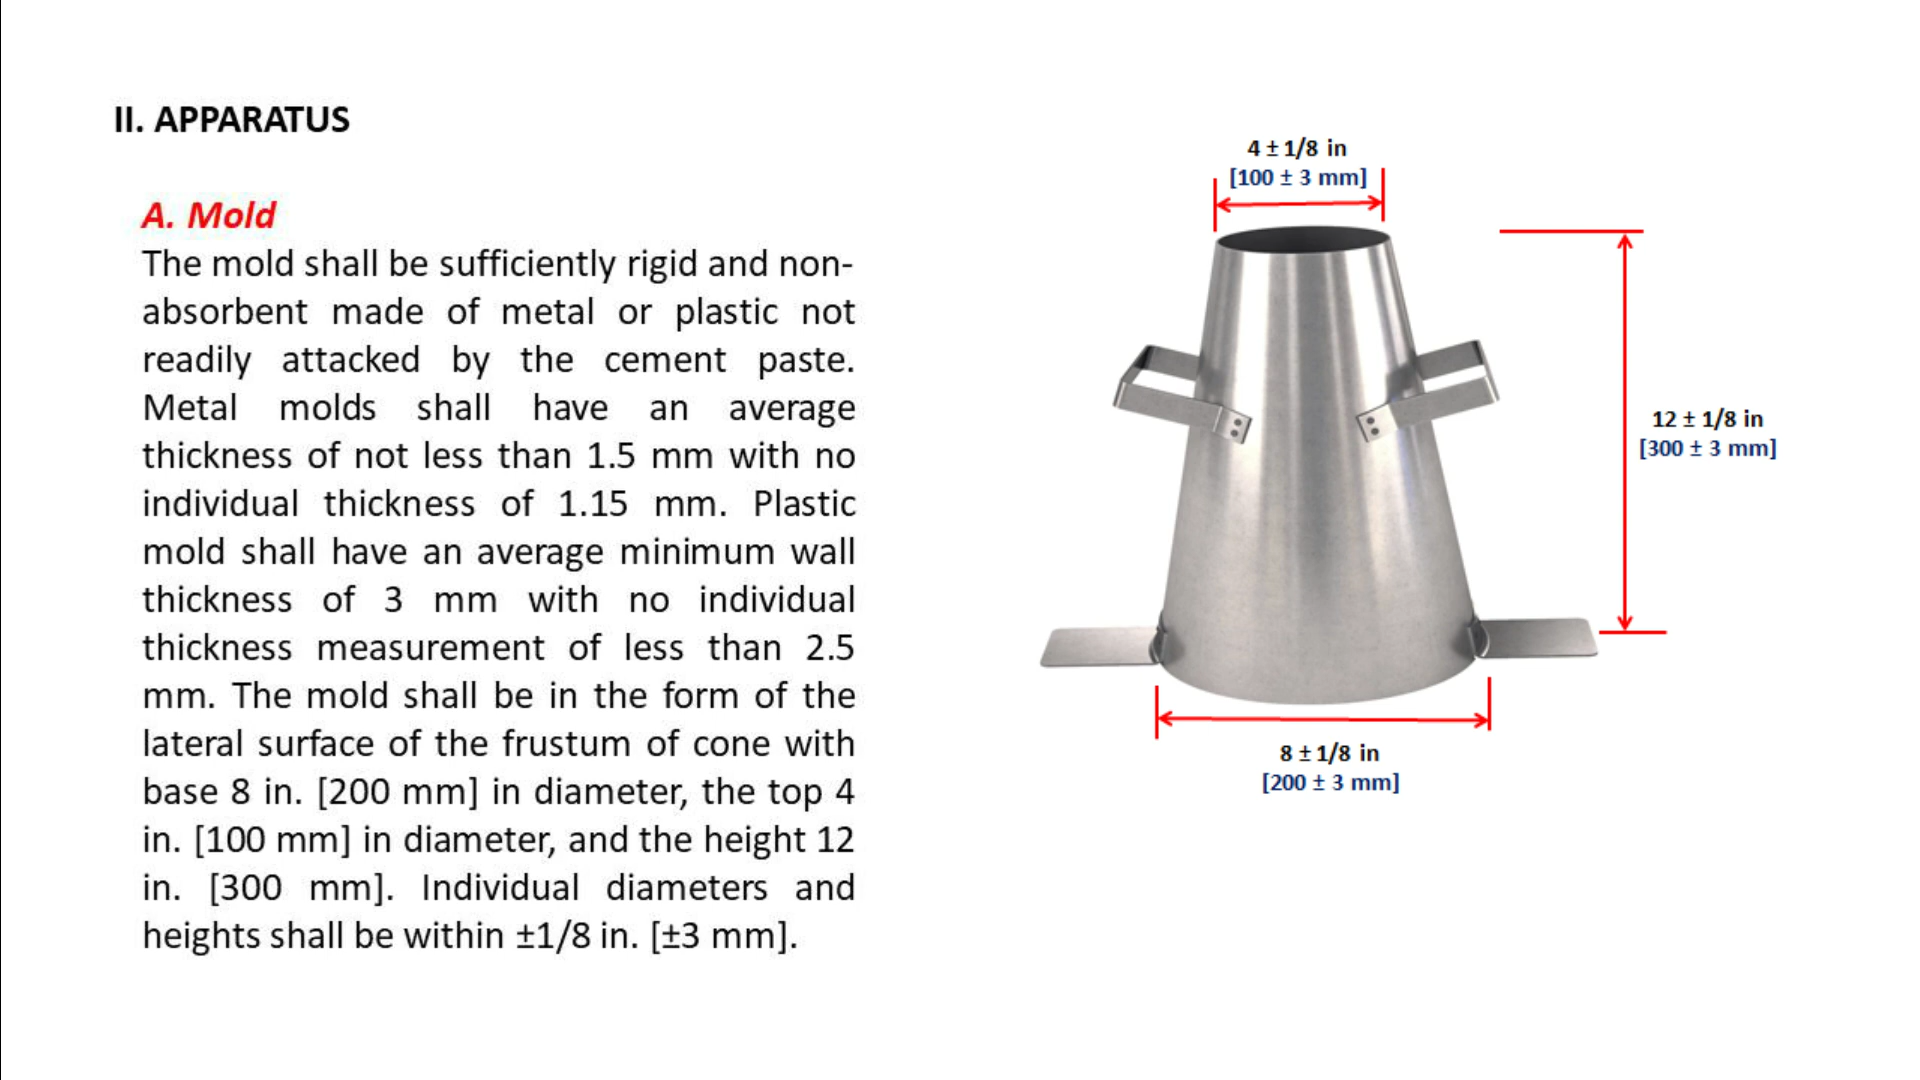 II. APPARATUS
A. Mold
The mold shall be sufficiently rigid and non-
absorbent made of metal or plastic not
readily attacked by the cement paste.
Metal molds shall have an average
thickness of not less than 1.5 mm with no
individual thickness of 1.15 mm. Plastic
mold shall have an average minimum wall
thickness of 3 mm with no individual
thickness measurement of less than 2.5
mm. The mold shall be in the form of the
lateral surface of the frustum of cone with
base 8 in. [200 mm] in diameter, the top 4
in. [100 mm] in diameter, and the height 12
in. [300 mm]. Individual diameters and
heights shall be within ±1/8 in. [±3 mm].
4 ± 1/8 in
[100 ± 3 mm]
12 ± 1/8 in
[300 ± 3 mm]
8 ± 1/8 in
[200 ± 3 mm]